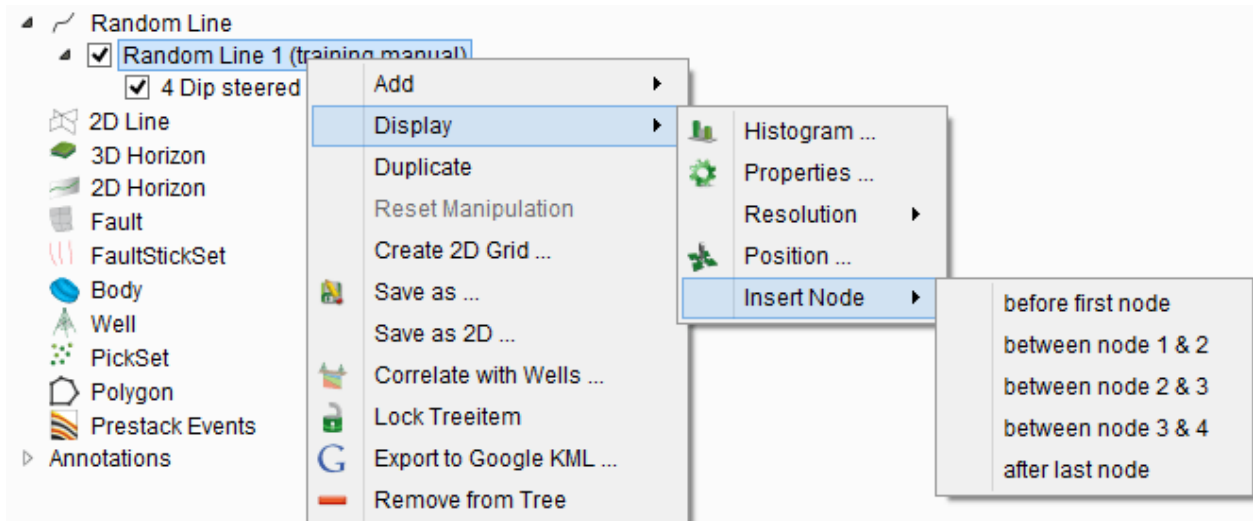 Random Line
Random Line 1 (training manual)
4 Dip steered
2D Line
3D Horizon
2D Horizon
Fault
FaultStickSet
Body
Well
PickSet
Polygon
Prestack Events
Annotations
Add
Display
Duplicate
Reset Manipulation
Create 2D Grid ...
Save as ...
Save as 2D ...
Correlate with Wells ...
Lock Treeitem
Export to Google KML ...
Remove from Tree
Histogram ...
Properties ...
Resolution
Position ...
Insert Node
before first node
between node 1 & 2
between node 2 & 3
between node 3 & 4
after last node